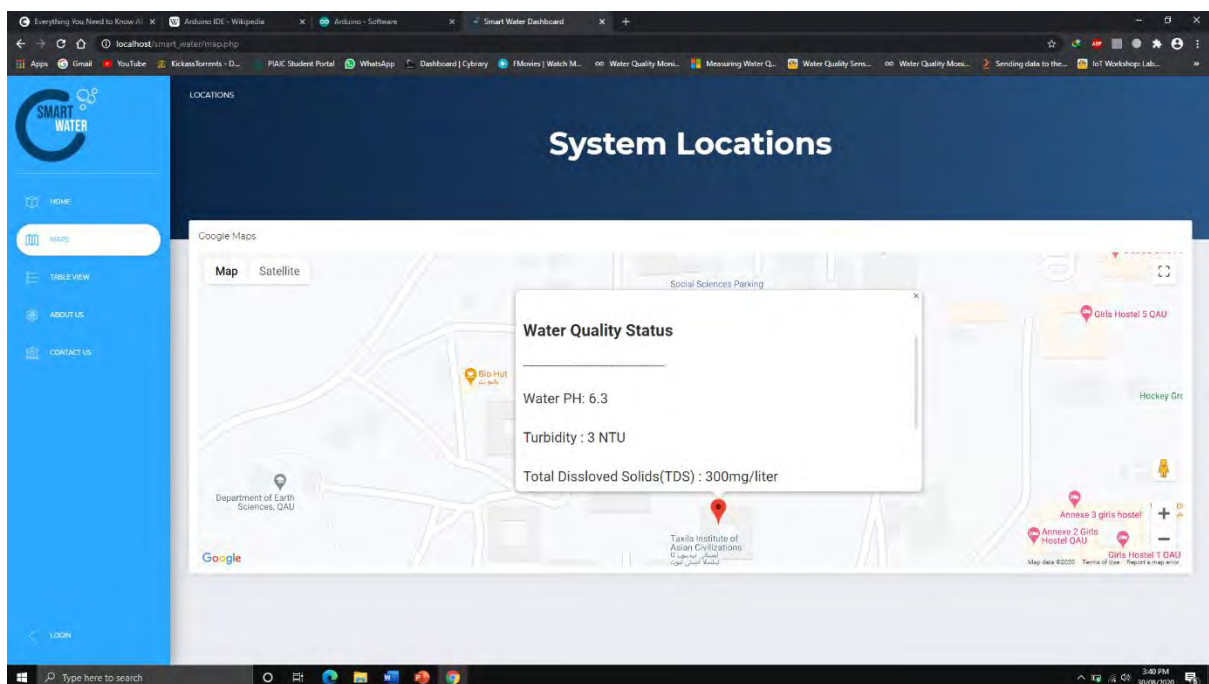 Everything You Need to Know A
Arduino IDE - Wikipedia
Arduino - Software
Smart Water Dashboard
localhost/smart_water/map.php
Apps Gmail YouTube KickassTorrents - D... PIAIC Student Portal WhatsApp Dashboard | Cybrary FMovies | Watch M... Water Quality Moni... Measuring Water Q... Water Quality Sens... Water Quality Moni... Sending data to the... IoT Workshop: Lab...
SMART
WATER
LOCATIONS
System Locations
HOME
MAPS
TABLE VIEW
ABOUT US
CONTACT US
LOGIN
Google Maps
Map Satellite
Social Sciences Parking
Girls Hostel 5 QAU
Water Quality Status
Bio Hut
Water PH: 6.3
Hockey Gr
Turbidity : 3 NTU
Total Dissloved Solids(TDS) : 300mg/liter
Department of Earth
Sciences, QAU
Annexe 3 girls hostel
Taxila Institute of
Asian Civilizations
Annexe 2 Girls
Hostel QAU
Girls Hostel 1 QAU
Google
Map data ©2020 Terms of Use Report a map error
Type here to search
3:40 PM
30/08/2020